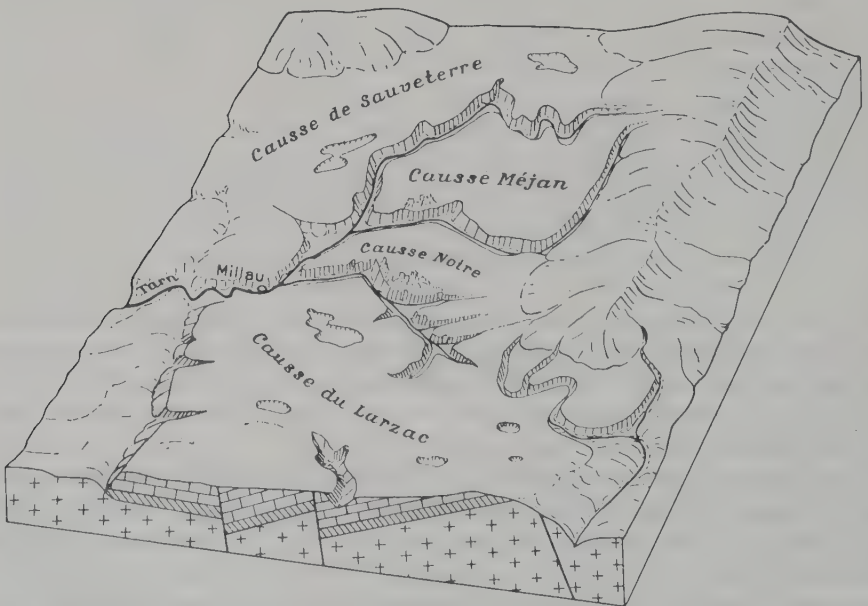 Causse de Sauveterre
Causse Méjan
Causse Noire
Tarn
Millau
Causse du Larzac